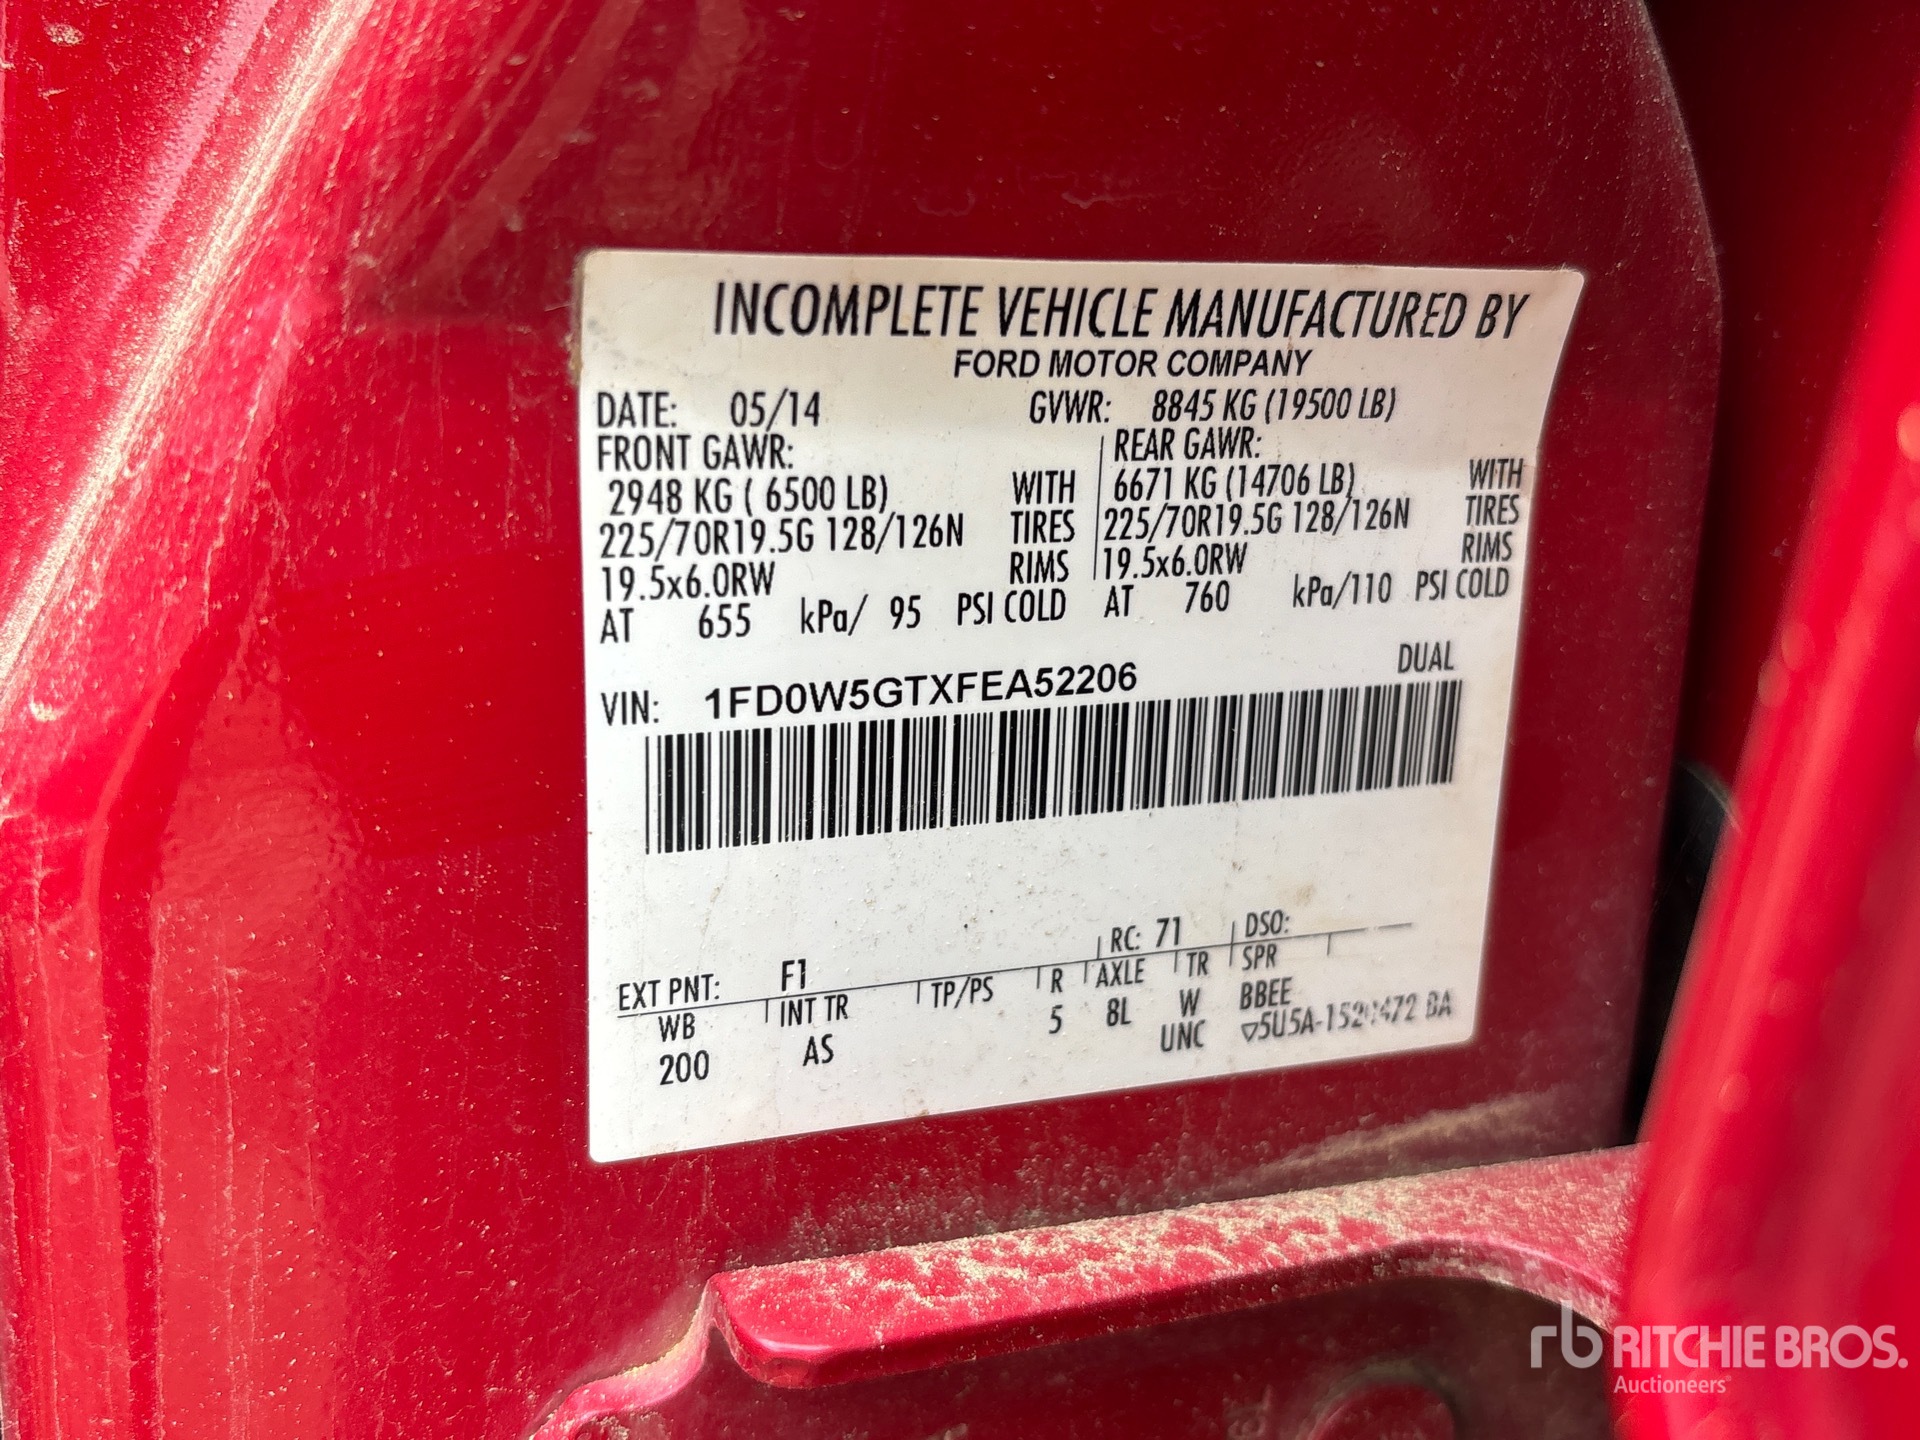 INCOMPLETE VEHICLE MANUFACTURED BY
FORD MOTOR COMPANY
DATE: 05/14 GVWR: 8845 KG (19500 LB)
FRONT GAWR: REAR GAWR:
2948 KG ( 6500 LB) WITH 6671 KG (14706 LB) WITH
225/70R19.5G 128/126N TIRES 225/70R19.5G 128/126N TIRES
19.5x6.0RW RIMS 19.5x6.0RW RIMS
AT 655 kPa/ 95 PSI COLD AT 760 kPa/110 PSI COLD
VIN: 1FD0W5GTXFEA52206 DUAL
EXT PNT: F1 RC: 71 DSO:
WB INT TR TP/PS R AXLE TR SPR
200 AS 5 8L W BBEE
UNC
rb RITCHIE BROS.
Auctioneers